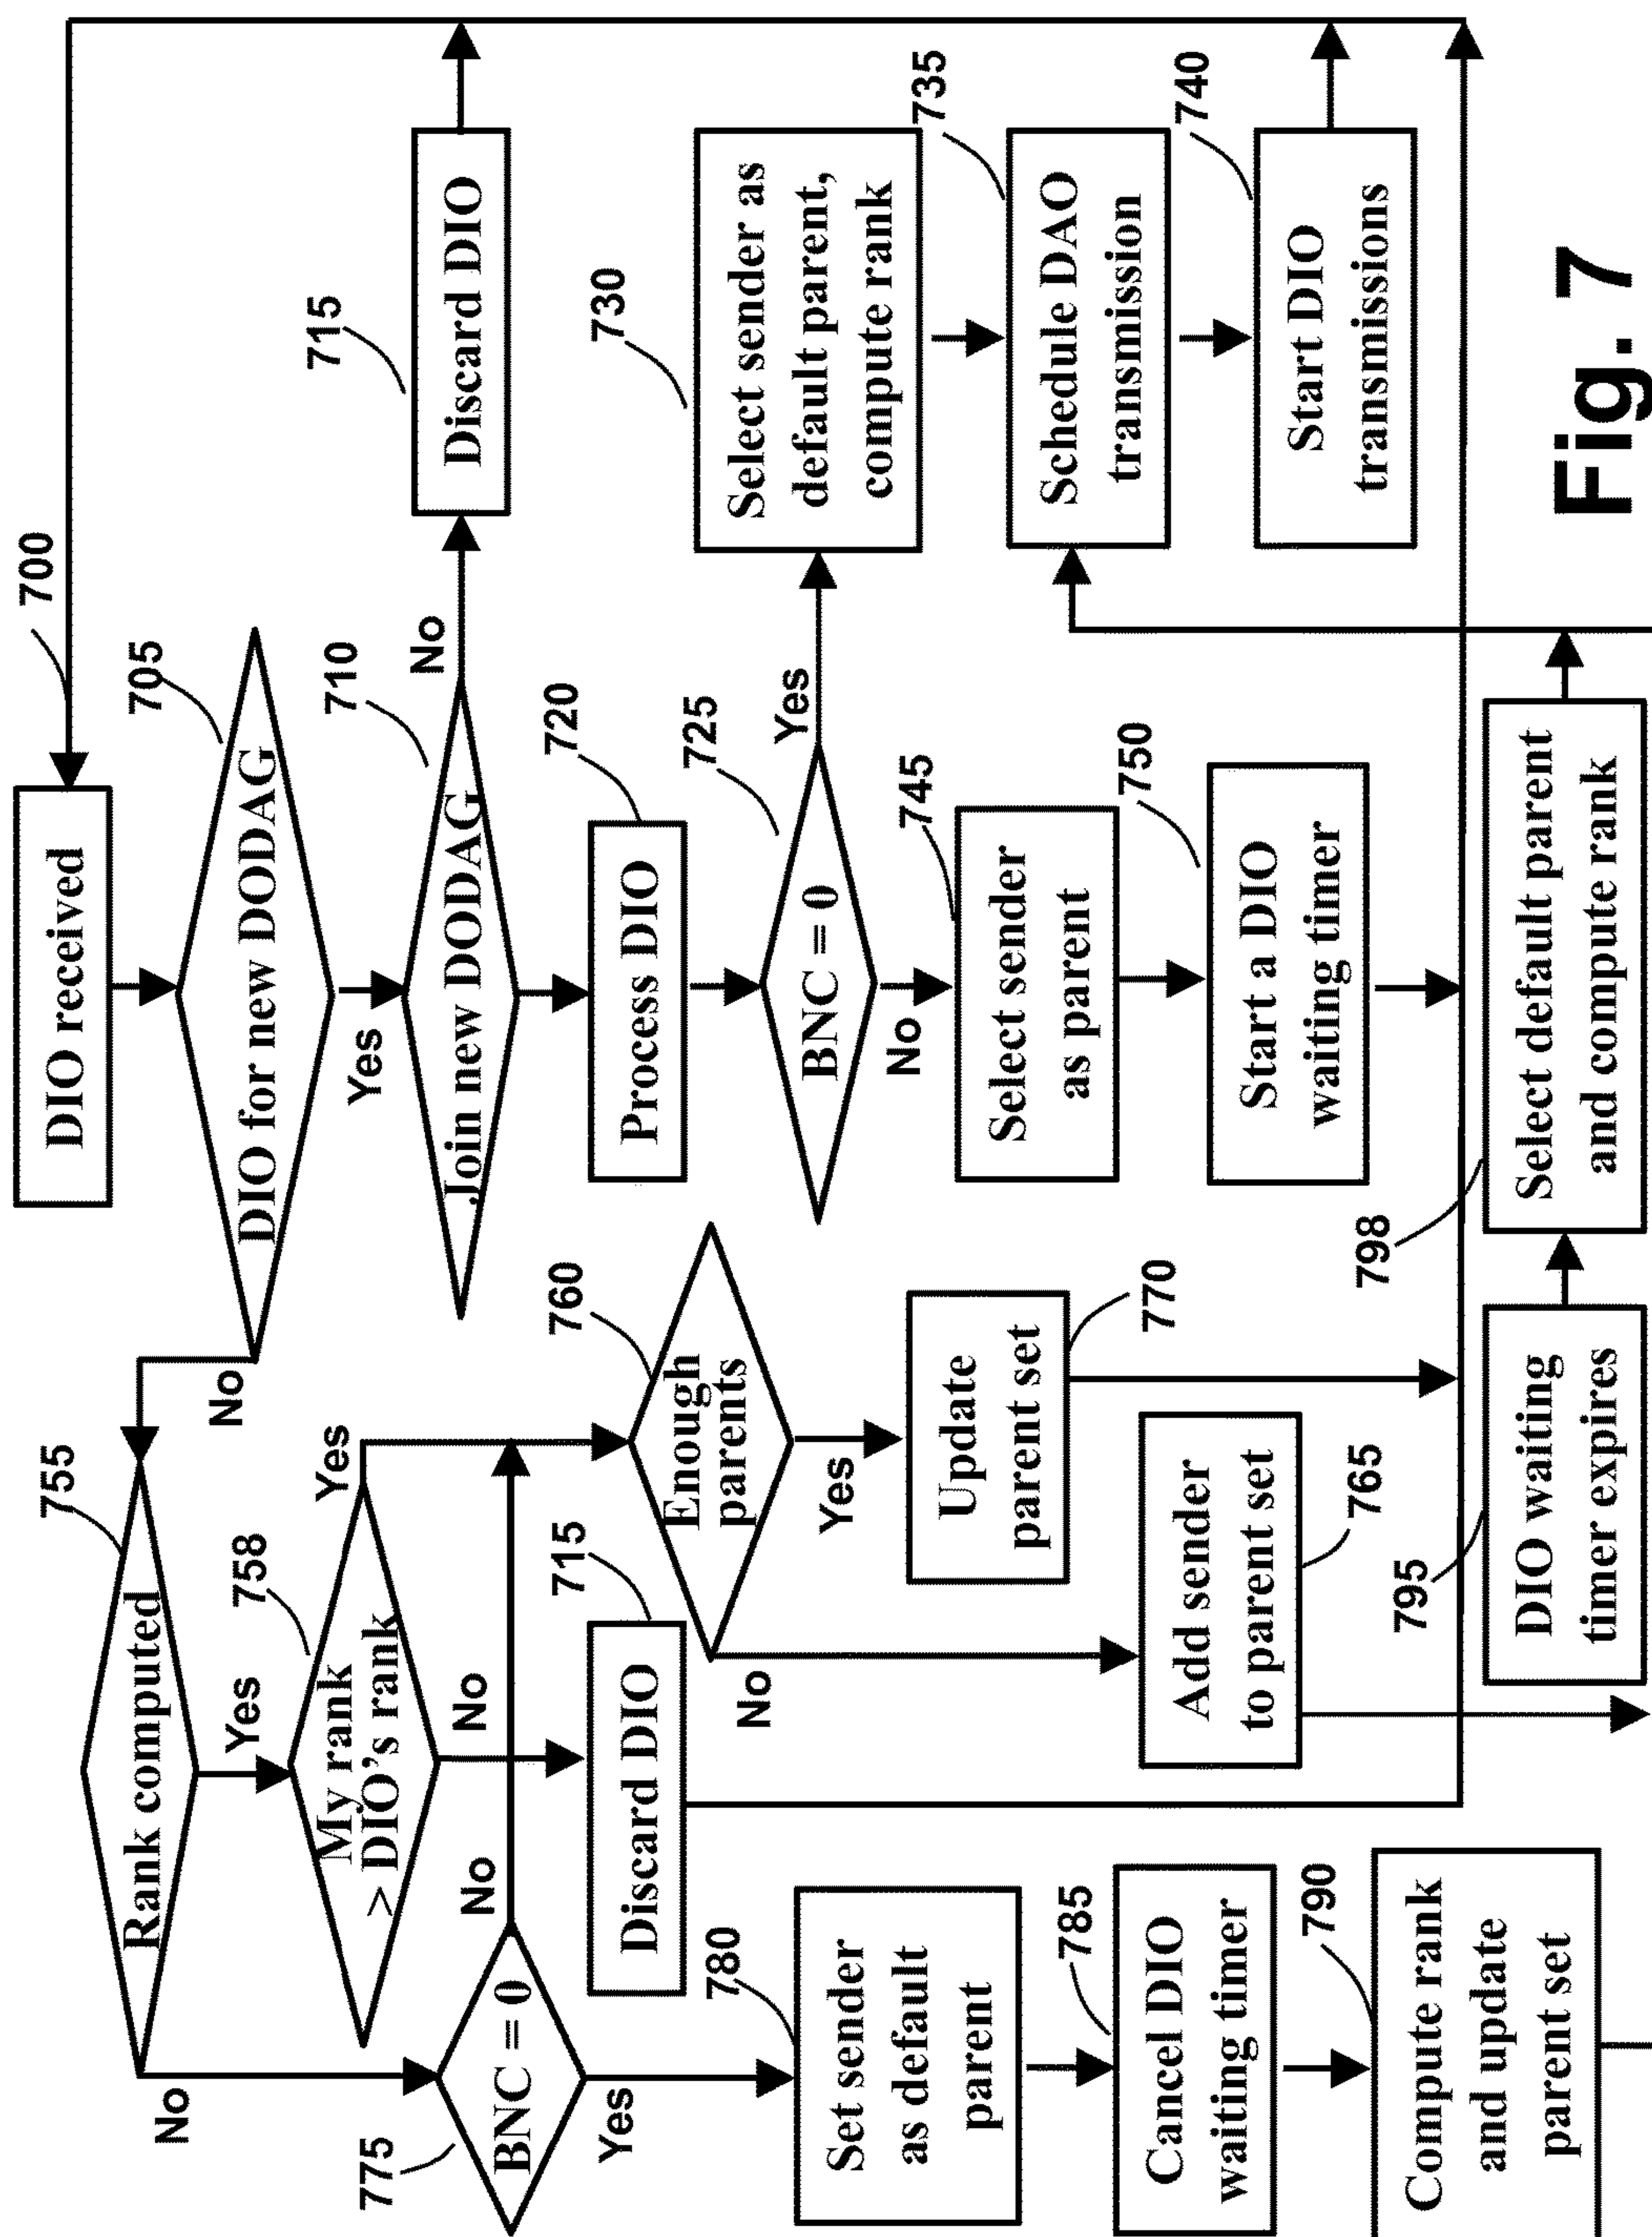 700
DIO received
705
DIO for new DODAG
No
Yes
710
Join new DODAG
No
715
Discard DIO
720
Process DIO
725
BNC = 0
Yes
No
730
Select sender as
default parent,
compute rank
735
Schedule DAO
transmission
740
Start DIO
transmissions
745
Select sender
as parent
750
Start a DIO
waiting timer
755
Rank computed
No
Yes
758
My rank
> DIO's rank
Yes
No
715
Discard DIO
760
Enough
parents
Yes
No
770
Update
parent set
765
Add sender
to parent set
775
BNC = 0
No
Yes
780
Set sender
as default
parent
785
Cancel DIO
waiting timer
790
Compute rank
and update
parent set
795
DIO waiting
timer expires
798
Select default parent
and compute rank
Fig. 7